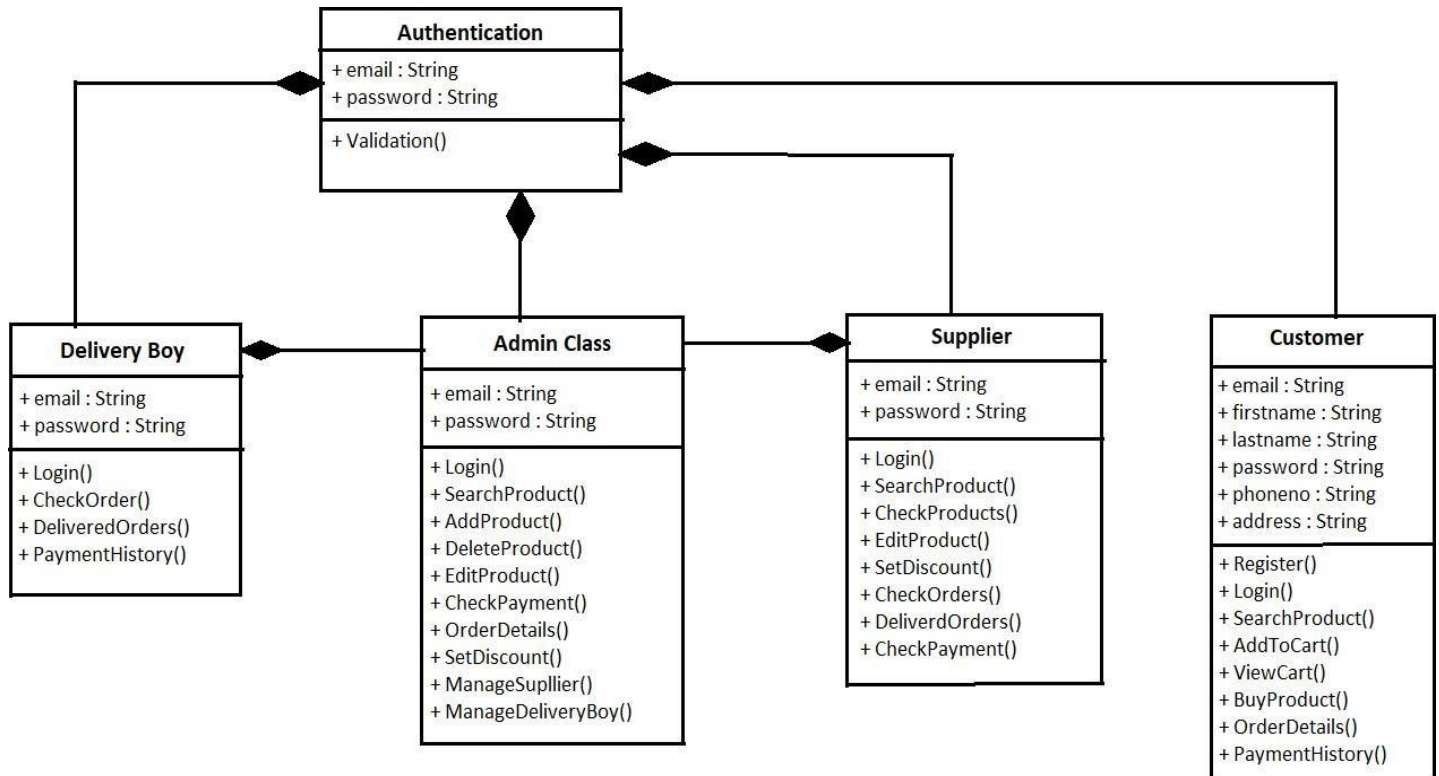 Authentication
+ email : String
+ password : String
+ Validation()
Delivery Boy
+ email : String
+ password : String
+ Login()
+ CheckOrder()
+ DeliveredOrders()
+ PaymentHistory()
Admin Class
+ email : String
+ password : String
+ Login()
+ SearchProduct()
+ AddProduct()
+ DeleteProduct()
+ EditProduct()
+ CheckPayment()
+ OrderDetails()
+ SetDiscount()
+ ManageSupllier()
+ ManageDeliveryBoy()
Supplier
+ email : String
+ password : String
+ Login()
+ SearchProduct()
+ CheckProducts()
+ EditProduct()
+ SetDiscount()
+ CheckOrders()
+ DeliverdOrders()
+ CheckPayment()
Customer
+ email : String
+ firstname : String
+ lastname : String
+ password : String
+ phoneno : String
+ address : String
+ Register()
+ Login()
+ SearchProduct()
+ AddToCart()
+ ViewCart()
+ BuyProduct()
+ OrderDetails()
+ PaymentHistory()